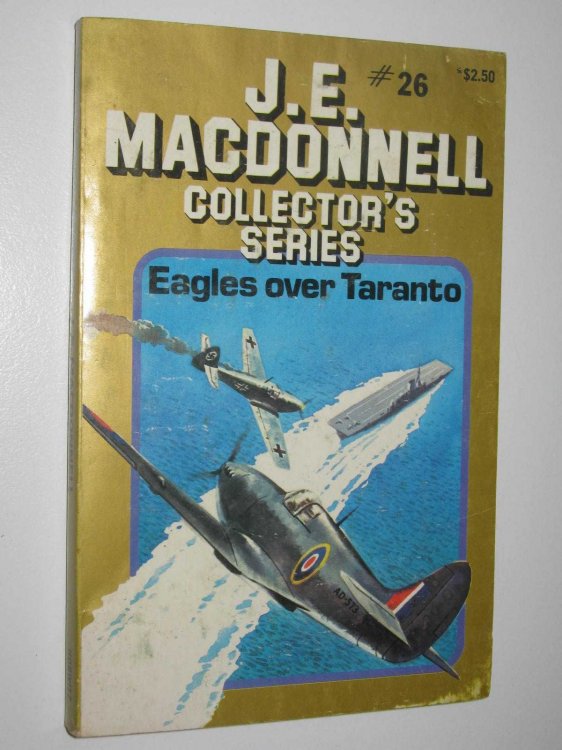 J.E.
# 26
$2.50
MACDONNELL
COLLECTOR'S
SERIES
Eagles over Taranto